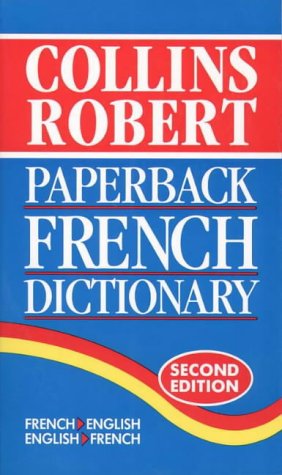 COLLINS
ROBERT
PAPERBACK
FRENCH
DICTIONARY
SECOND
EDITION
FRENCH▶ENGLISH
ENGLISH▶FRENCH